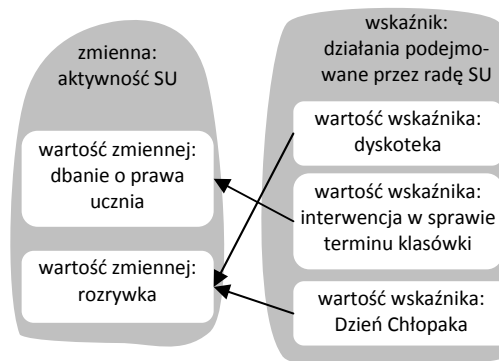 zmienna:
aktywność SU
wartość zmiennej:
dbanie o prawa
ucznia
wartość zmiennej:
rozrywka
wskaźnik:
działania podejmo-
wane przez radę SU
wartość wskaźnika:
dyskoteka
wartość wskaźnika:
interwencja w sprawie
terminu klasówki
wartość wskaźnika:
Dzień Chłopaka